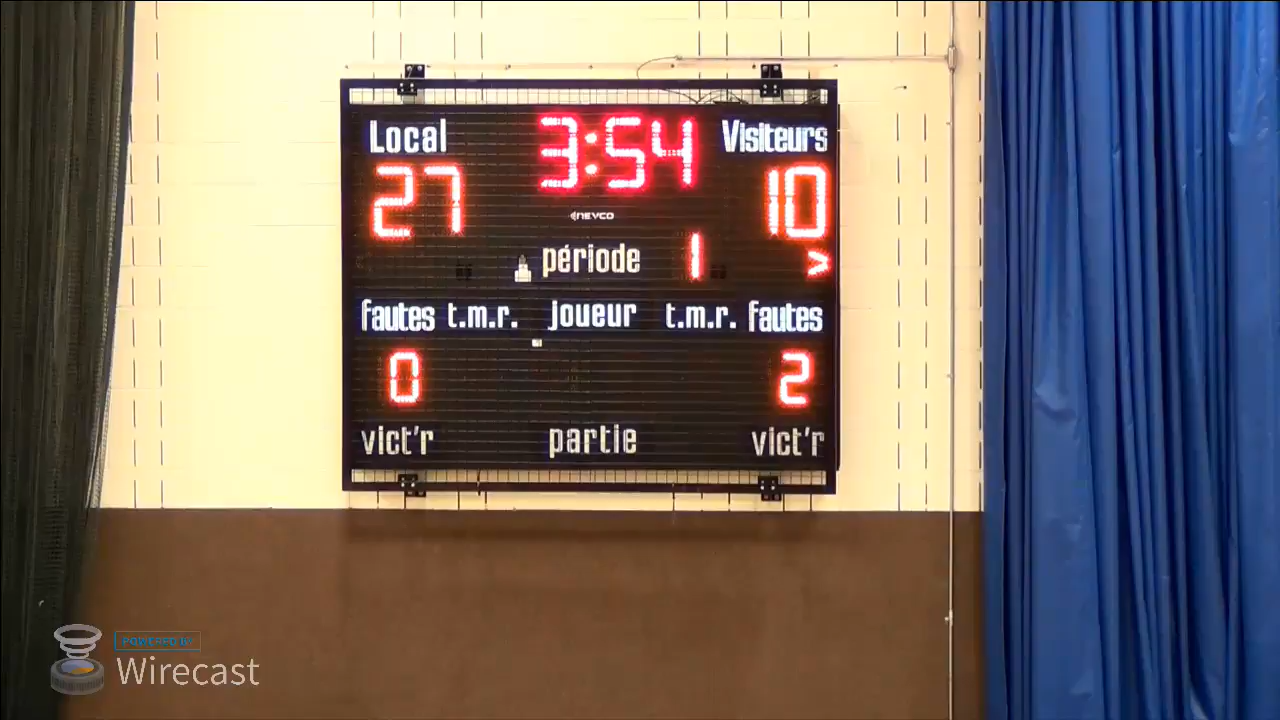 Local 3:54 Visiteurs
27 10
NEVCO
période 1 >
fautes t.m.r. joueur t.m.r. fautes
0 2
vict'r partie vict'r
POWERED BY
Wirecast